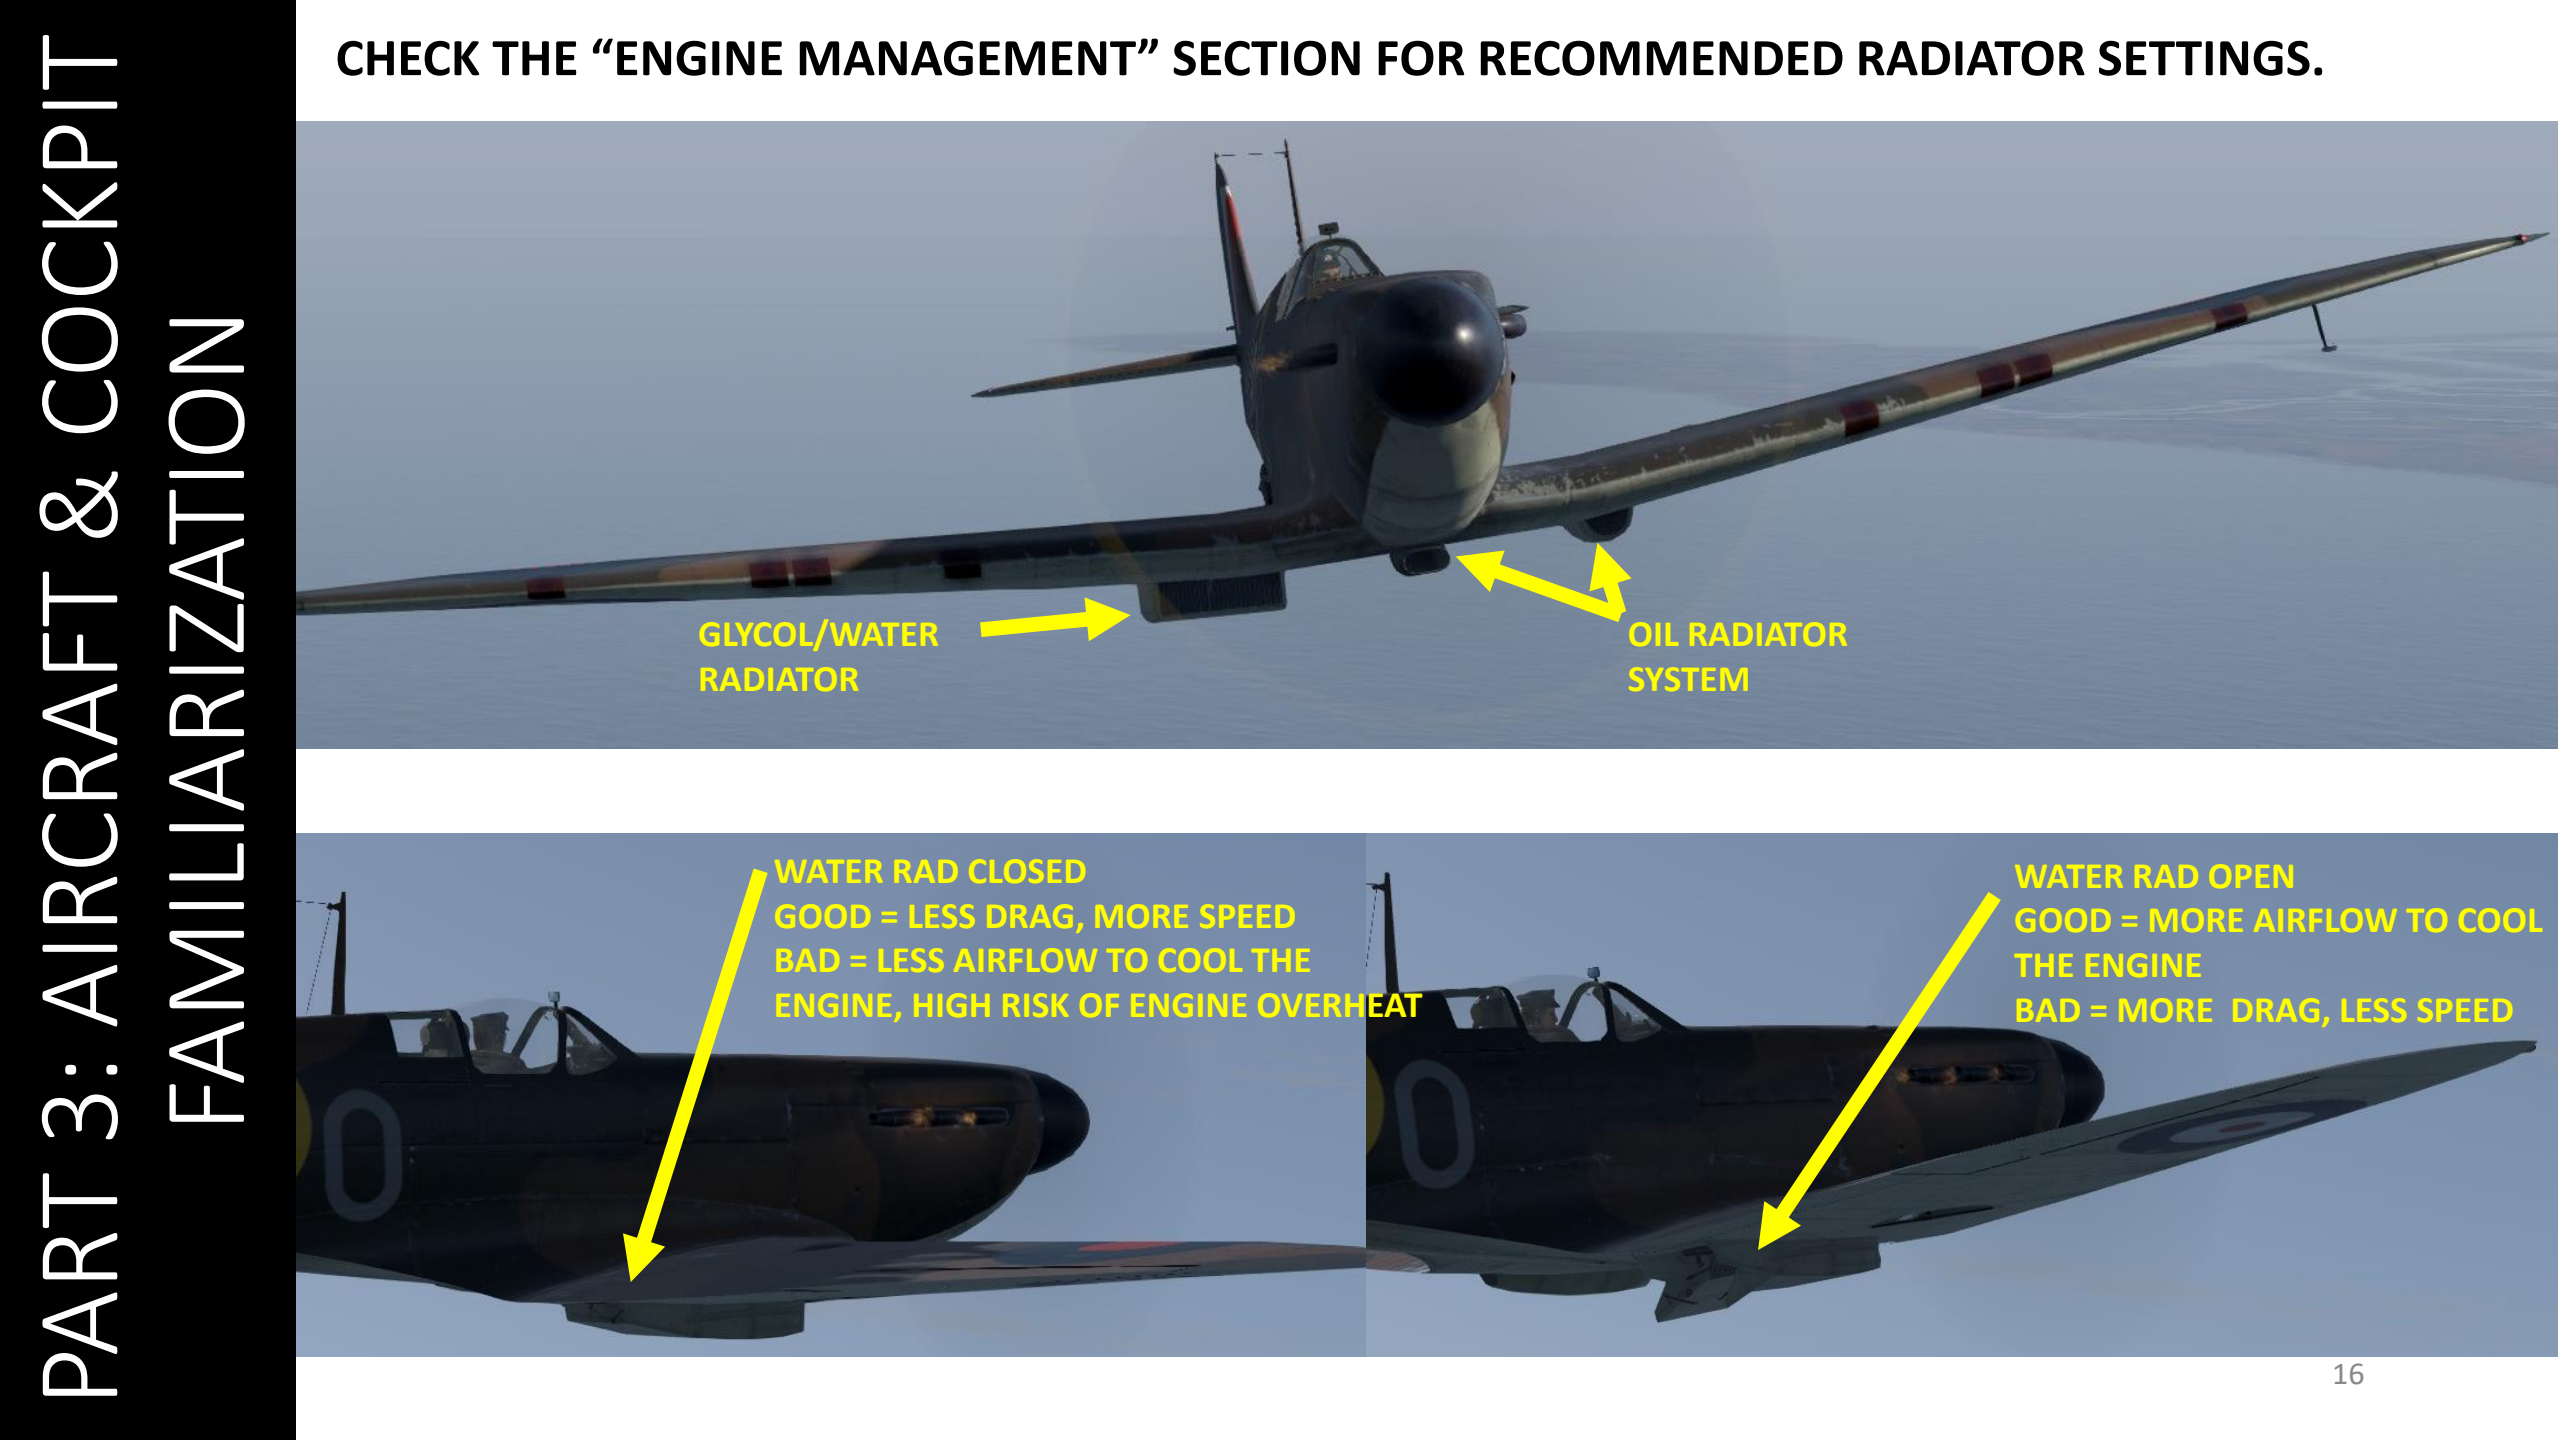 PART 3: AIRCRAFT & COCKPIT
FAMILIARIZATION
CHECK THE “ENGINE MANAGEMENT” SECTION FOR RECOMMENDED RADIATOR SETTINGS.
GLYCOL/WATER
RADIATOR
OIL RADIATOR
SYSTEM
WATER RAD CLOSED
GOOD = LESS DRAG, MORE SPEED
BAD = LESS AIRFLOW TO COOL THE
ENGINE, HIGH RISK OF ENGINE OVERHEAT
WATER RAD OPEN
GOOD = MORE AIRFLOW TO COOL
THE ENGINE
BAD = MORE  DRAG, LESS SPEED
O
O
16